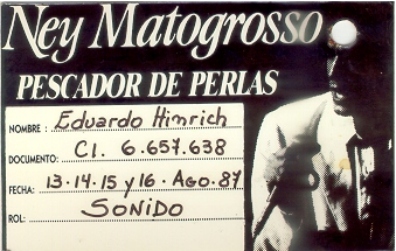 Ney Matogrosso
PESCADOR DE PERLAS
NOMBRE: Eduardo Himrich
DOCUMENTO: CI. 6.657.638
FECHA: 13.14.15 y 16. Ago. 87
ROL: SONIDO